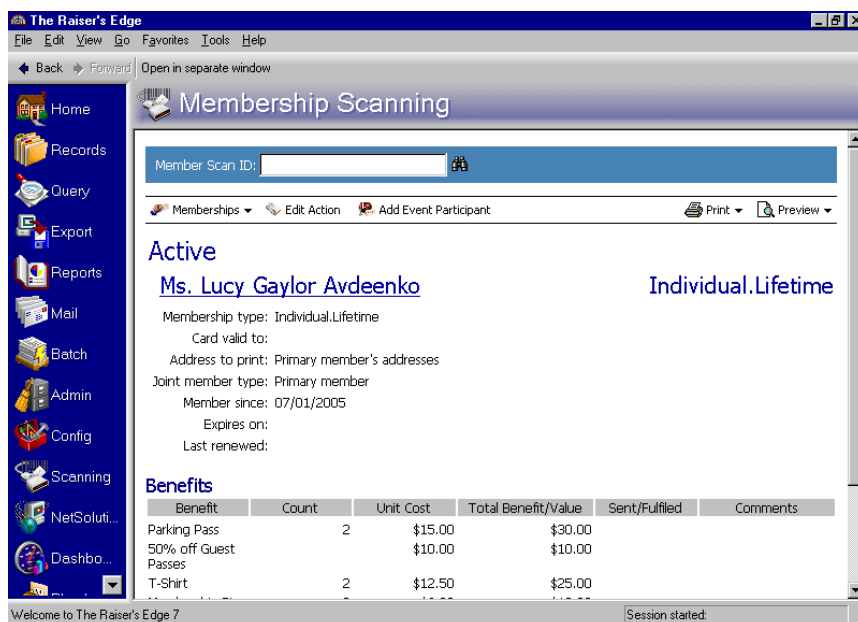 The Raiser's Edge
File Edit View Go Favorites Tools Help
Back Forward Open in separate window
Home
Records
Query
Export
Reports
Mail
Batch
Admin
Config
Scanning
NetSoluti...
Dashbo...
Membership Scanning
Member Scan ID:
Memberships Edit Action Add Event Participant Print Preview
Active
Ms. Lucy Gaylor Avdeenko Individual.Lifetime
Membership type: Individual.Lifetime
Card valid to:
Address to print: Primary member's addresses
Joint member type: Primary member
Member since: 07/01/2005
Expires on:
Last renewed:
Benefits
Benefit Count Unit Cost Total Benefit/Value Sent/Fulfilled Comments
Parking Pass 2 $15.00 $30.00
50% off Guest $10.00 $10.00
Passes
T-Shirt 2 $12.50 $25.00
Welcome to The Raiser's Edge 7 Session started: